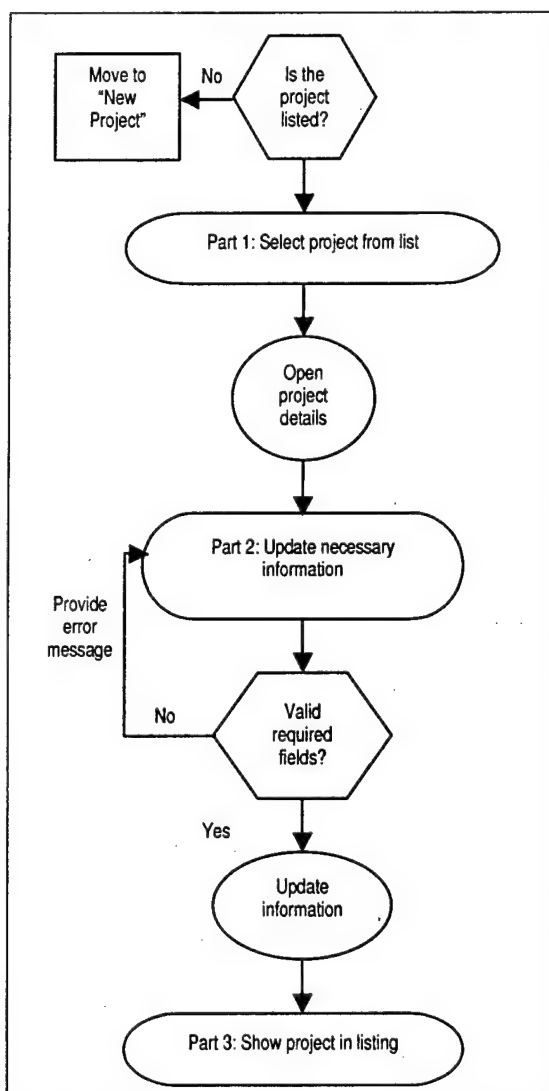 Move to
"New
Project"
No
Is the
project
listed?
Part 1: Select project from list
Open
project
details
Part 2: Update necessary
information
Provide
error
message
No
Valid
required
fields?
Yes
Update
information
Part 3: Show project in listing